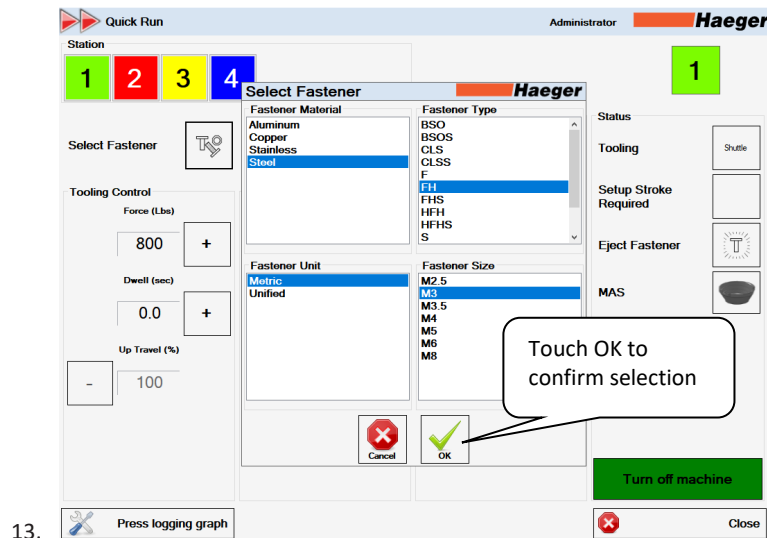 Quick Run
Administrator
Haeger
Station
1
2
3
4
1
Select Fastener
Haeger
Fastener Material
Aluminum
Copper
Stainless
Steel
Fastener Type
BSO
BSOS
CLS
CLSS
F
FH
FHS
HFH
HFHS
S
Fastener Unit
Metric
Unified
Fastener Size
M2.5
M3
M3.5
M4
M5
M6
M8
Cancel
OK
Touch OK to
confirm selection
Select Fastener
Tooling Control
Force (Lbs)
800
+
Dwell (sec)
0.0
+
Up Travel (%)
-
100
Status
Tooling
Shuttle
Setup Stroke
Required
Eject Fastener
MAS
Turn off machine
13.
Press logging graph
Close